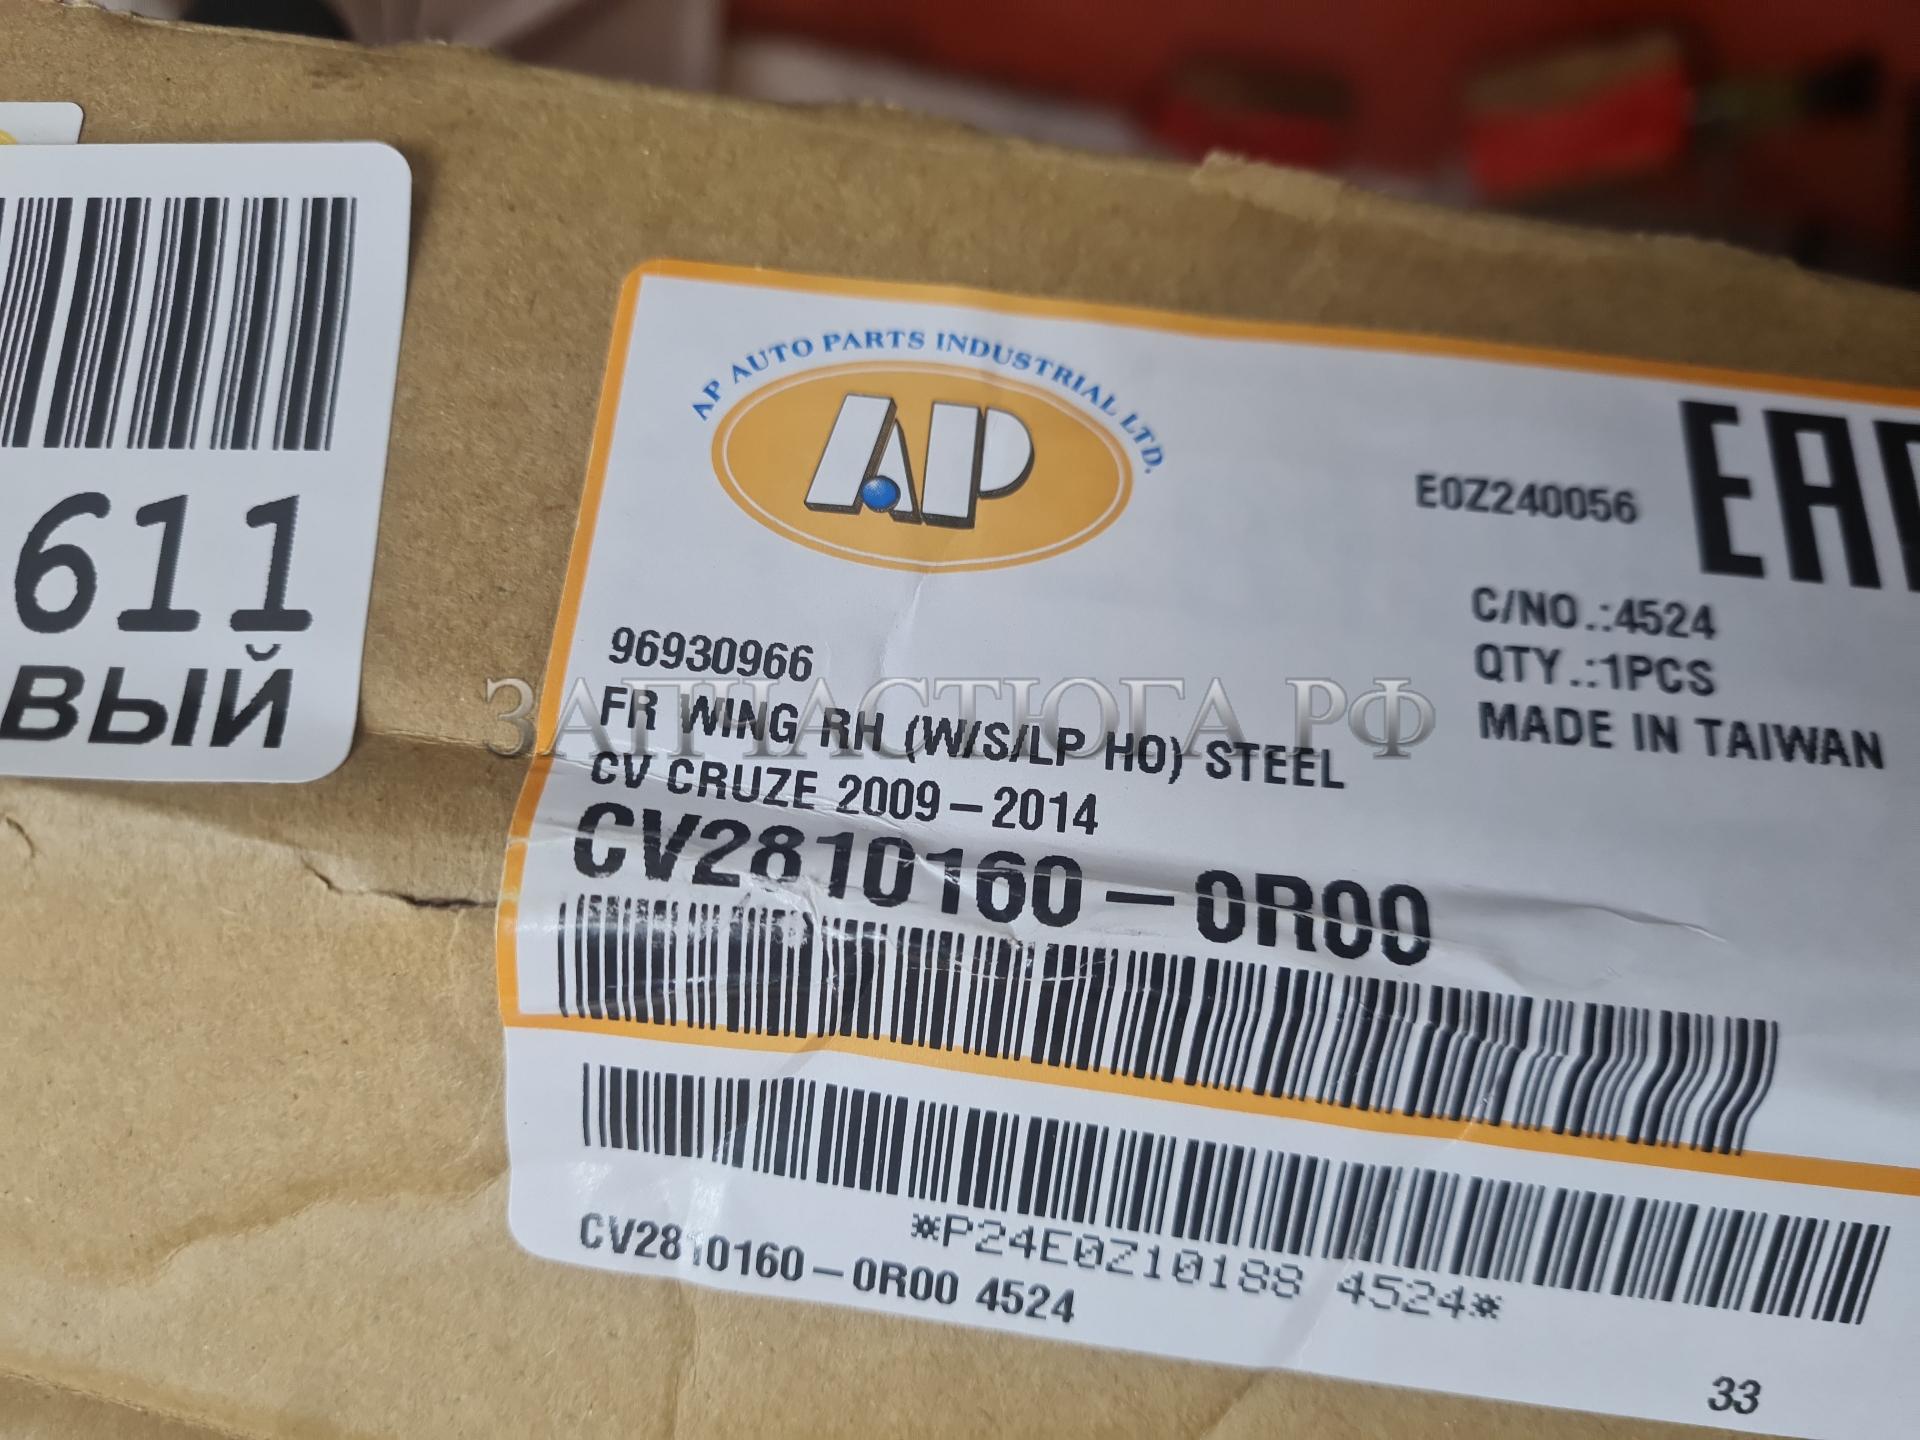 611
ВЫЙ
AP AUTO PARTS INDUSTRIAL LTD.
AP
E0Z240056
EAC
C/NO.:4524
QTY.:1PCS
MADE IN TAIWAN
96930966
FR WING RH (W/S/LP HO) STEEL
CV CRUZE 2009-2014
CV2810160-0R00
*P24E0Z10188 4524*
CV2810160-0R00 4524
33
ЗАПЧАСТЮГА.РФ